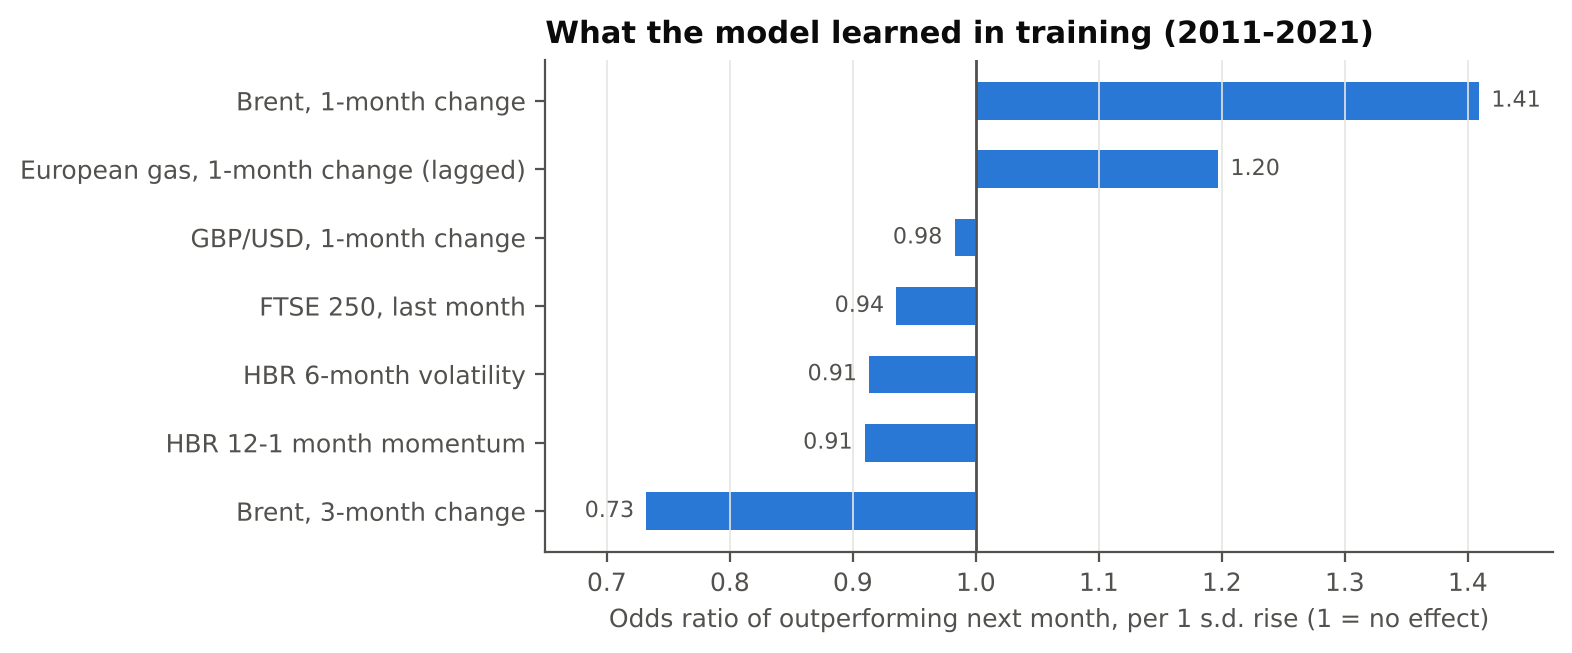 What the model learned in training (2011-2021)
Brent, 1-month change
1.41
European gas, 1-month change (lagged)
1.20
GBP/USD, 1-month change
0.98
FTSE 250, last month
0.94
HBR 6-month volatility
0.91
HBR 12-1 month momentum
0.91
Brent, 3-month change
0.73
0.7 0.8 0.9 1.0 1.1 1.2 1.3 1.4
Odds ratio of outperforming next month, per 1 s.d. rise (1 = no effect)